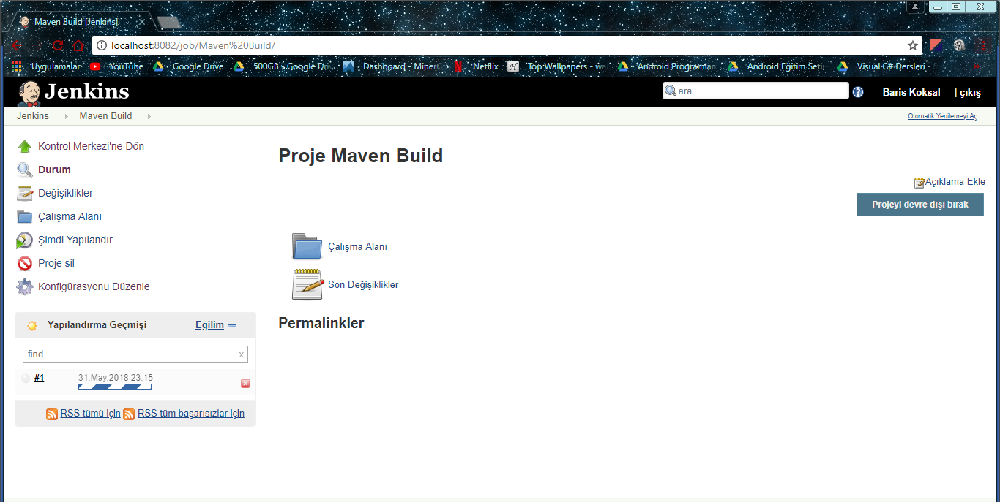 Maven Build [Jenkins]
localhost:8082/job/Maven%20Build/
Uygulamalar YouTube Google Drive 500GB - Google Dri Dashboard - MinerG Netflix Top Wallpapers - wa Android Programlar Android Eğitim Seti Visual C# Dersleri - S
Jenkins ara Baris Koksal | çıkış
Jenkins Maven Build Otomatik Yenilemeyi Aç
Kontrol Merkezi'ne Dön
Durum
Değişiklikler
Çalışma Alanı
Şimdi Yapılandır
Proje sil
Konfigürasyonu Düzenle
Yapılandırma Geçmişi Eğilim
find x
#1 31.May.2018 23:15
RSS tümü için RSS tüm başarısızlar için
Proje Maven Build
Açıklama Ekle
Projeyi devre dışı bırak
Çalışma Alanı
Son Değişiklikler
Permalinkler